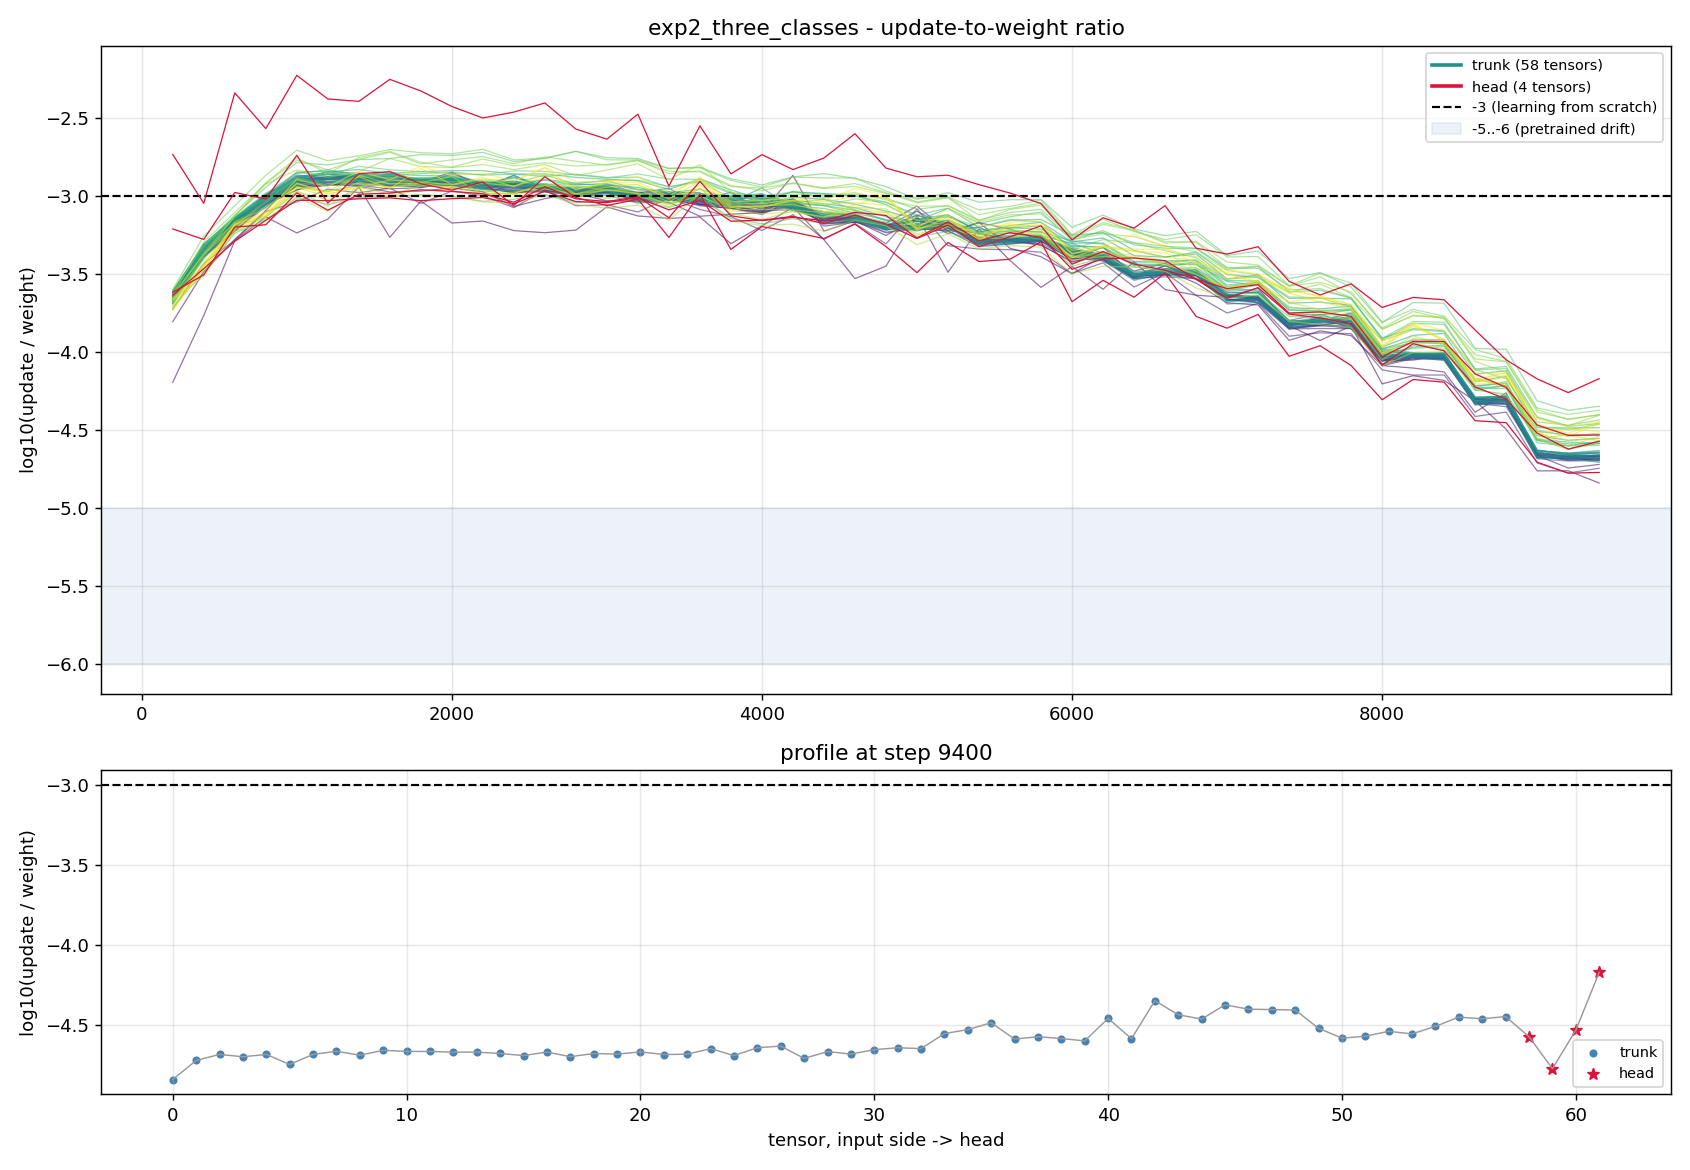 exp2_three_classes - update-to-weight ratio
trunk (58 tensors)
head (4 tensors)
-3 (learning from scratch)
-5..-6 (pretrained drift)
log10(update / weight)
−2.5
−3.0
−3.5
−4.0
−4.5
−5.0
−5.5
−6.0
0 2000 4000 6000 8000
profile at step 9400
log10(update / weight)
−3.0
−3.5
−4.0
−4.5
trunk
head
0 10 20 30 40 50 60
tensor, input side -> head